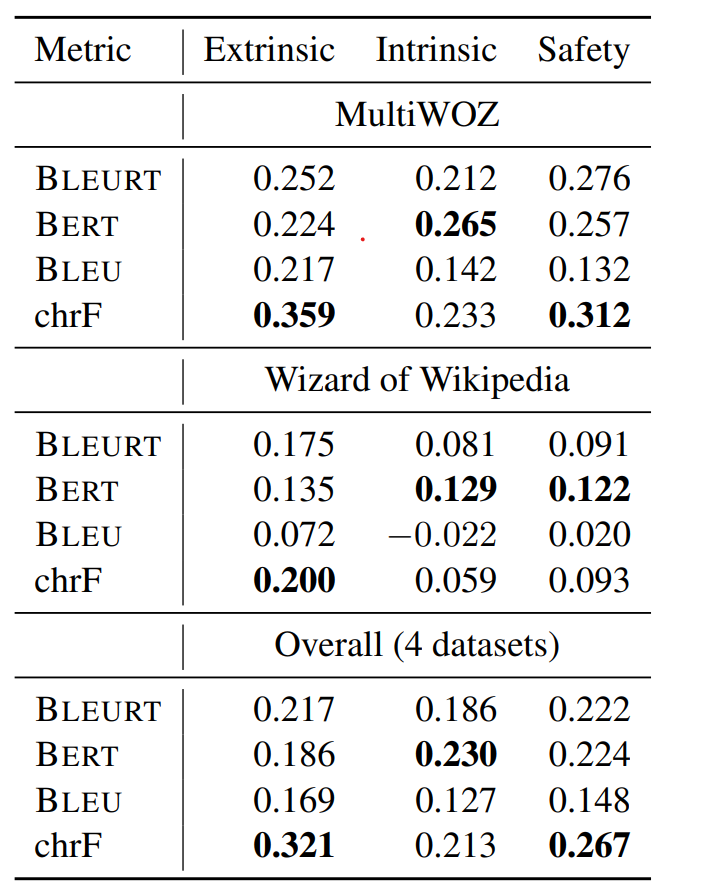 Metric Extrinsic Intrinsic Safety
MultiWOZ
BLEURT 0.252 0.212 0.276
BERT 0.224 0.265 0.257
BLEU 0.217 0.142 0.132
chrF 0.359 0.233 0.312
Wizard of Wikipedia
BLEURT 0.175 0.081 0.091
BERT 0.135 0.129 0.122
BLEU 0.072 −0.022 0.020
chrF 0.200 0.059 0.093
Overall (4 datasets)
BLEURT 0.217 0.186 0.222
BERT 0.186 0.230 0.224
BLEU 0.169 0.127 0.148
chrF 0.321 0.213 0.267